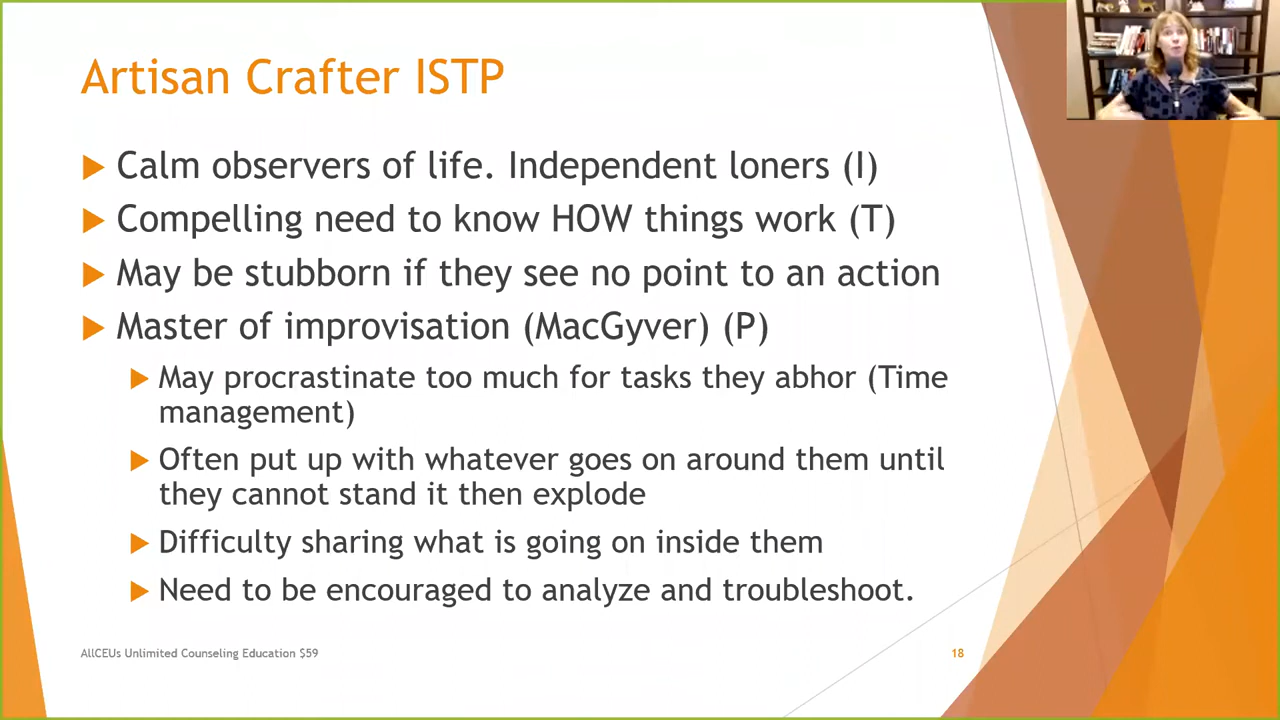 Artisan Crafter ISTP
Calm observers of life. Independent loners (I)
Compelling need to know HOW things work (T)
May be stubborn if they see no point to an action
Master of improvisation (MacGyver) (P)
May procrastinate too much for tasks they abhor (Time
management)
Often put up with whatever goes on around them until
they cannot stand it then explode
Difficulty sharing what is going on inside them
Need to be encouraged to analyze and troubleshoot.
AllCEUs Unlimited Counseling Education $59
18